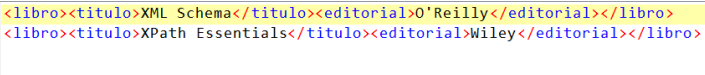 <libro><titulo>XML Schema</titulo><editorial>O'Reilly</editorial></libro>
<libro><titulo>XPath Essentials</titulo><editorial>Wiley</editorial></libro>